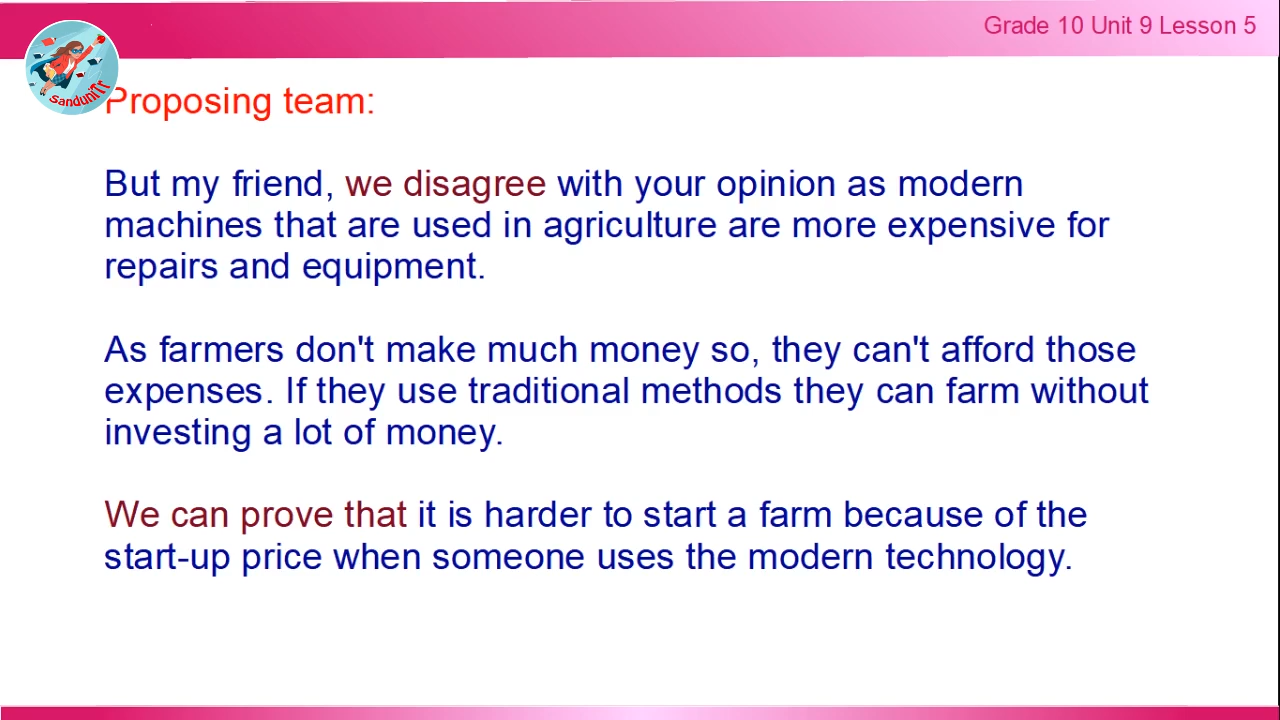 Grade 10 Unit 9 Lesson 5
SanduniTr
Proposing team:
But my friend, we disagree with your opinion as modern
machines that are used in agriculture are more expensive for
repairs and equipment.
As farmers don't make much money so, they can't afford those
expenses. If they use traditional methods they can farm without
investing a lot of money.
We can prove that it is harder to start a farm because of the
start-up price when someone uses the modern technology.